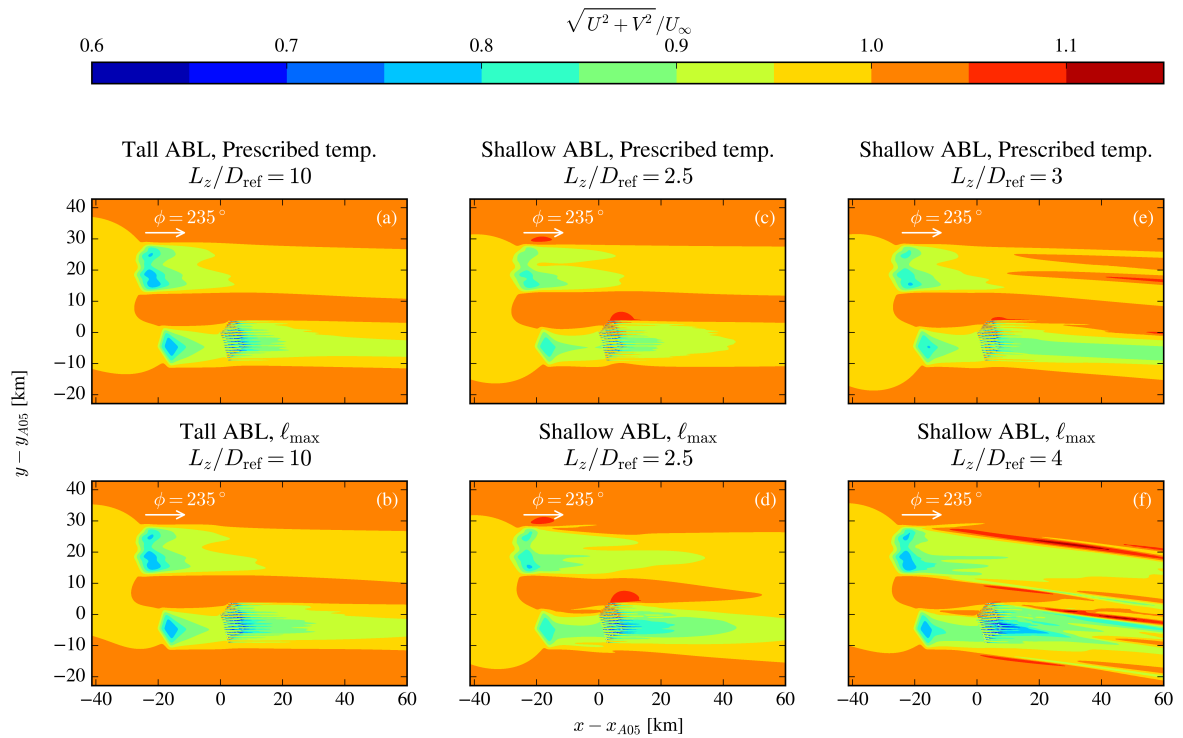 √U² + V²/U∞
0.6 0.7 0.8 0.9 1.0 1.1
Tall ABL, Prescribed temp.
L_z/D_ref = 10
Shallow ABL, Prescribed temp.
L_z/D_ref = 2.5
Shallow ABL, Prescribed temp.
L_z/D_ref = 3
40
30
20
10
0
−10
−20
ϕ = 235°
(a)
ϕ = 235°
(c)
ϕ = 235°
(e)
Tall ABL, ℓ_max
L_z/D_ref = 10
Shallow ABL, ℓ_max
L_z/D_ref = 2.5
Shallow ABL, ℓ_max
L_z/D_ref = 4
y − y_A05 [km]
40
30
20
10
0
−10
−20
ϕ = 235°
(b)
ϕ = 235°
(d)
ϕ = 235°
(f)
−40 −20 0 20 40 60
−40 −20 0 20 40 60
−40 −20 0 20 40 60
x − x_A05 [km]